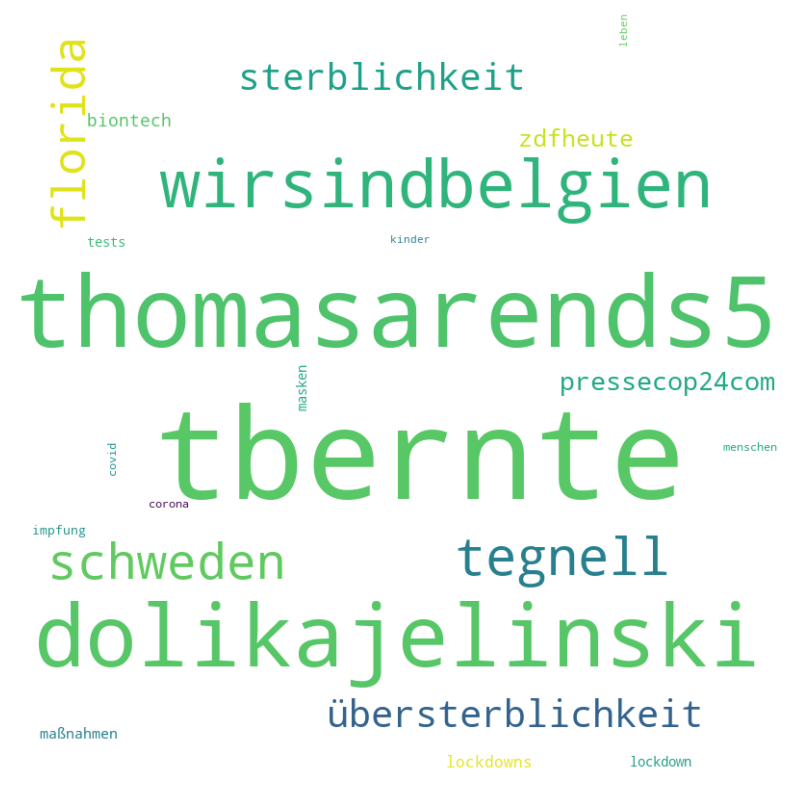 leben
florida
sterblichkeit
biontech
zdfheute
wirsindbelgien
tests
kinder
thomasarends5
masken
pressecop24com
tbernte
covid
menschen
corona
impfung
schweden
tegnell
dolikajelinski
übersterblichkeit
maßnahmen
lockdowns
lockdown